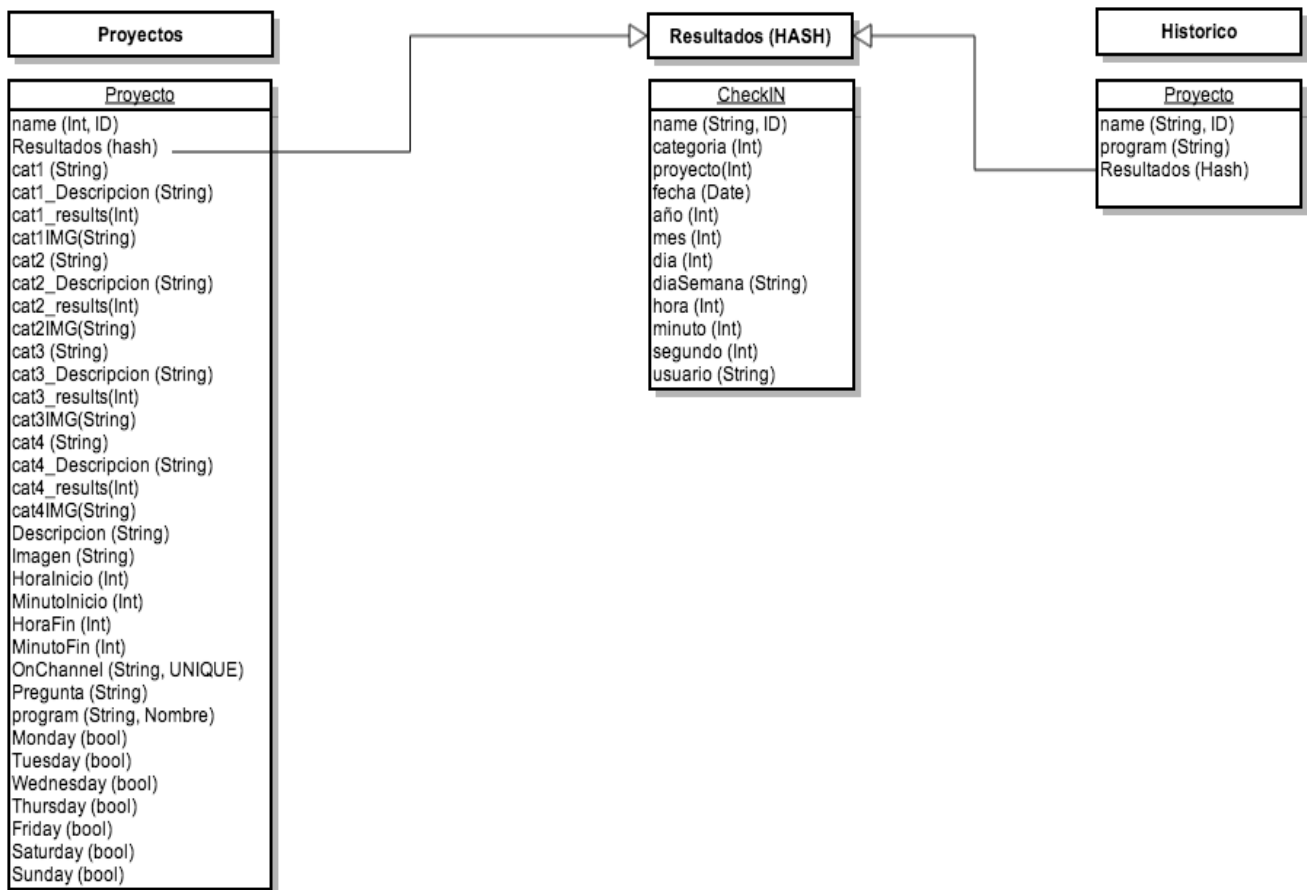 Proyectos
Proyecto
name (Int, ID)
Resultados (hash)
cat1 (String)
cat1_Descripcion (String)
cat1_results(Int)
cat1IMG(String)
cat2 (String)
cat2_Descripcion (String)
cat2_results(Int)
cat2IMG(String)
cat3 (String)
cat3_Descripcion (String)
cat3_results(Int)
cat3IMG(String)
cat4 (String)
cat4_Descripcion (String)
cat4_results(Int)
cat4IMG(String)
Descripcion (String)
Imagen (String)
HoraInicio (Int)
MinutoInicio (Int)
HoraFin (Int)
MinutoFin (Int)
OnChannel (String, UNIQUE)
Pregunta (String)
program (String, Nombre)
Monday (bool)
Tuesday (bool)
Wednesday (bool)
Thursday (bool)
Friday (bool)
Saturday (bool)
Sunday (bool)
Resultados (HASH)
CheckIN
name (String, ID)
categoria (Int)
proyecto(Int)
fecha (Date)
año (Int)
mes (Int)
dia (Int)
diaSemana (String)
hora (Int)
minuto (Int)
segundo (Int)
usuario (String)
Historico
Proyecto
name (String, ID)
program (String)
Resultados (Hash)